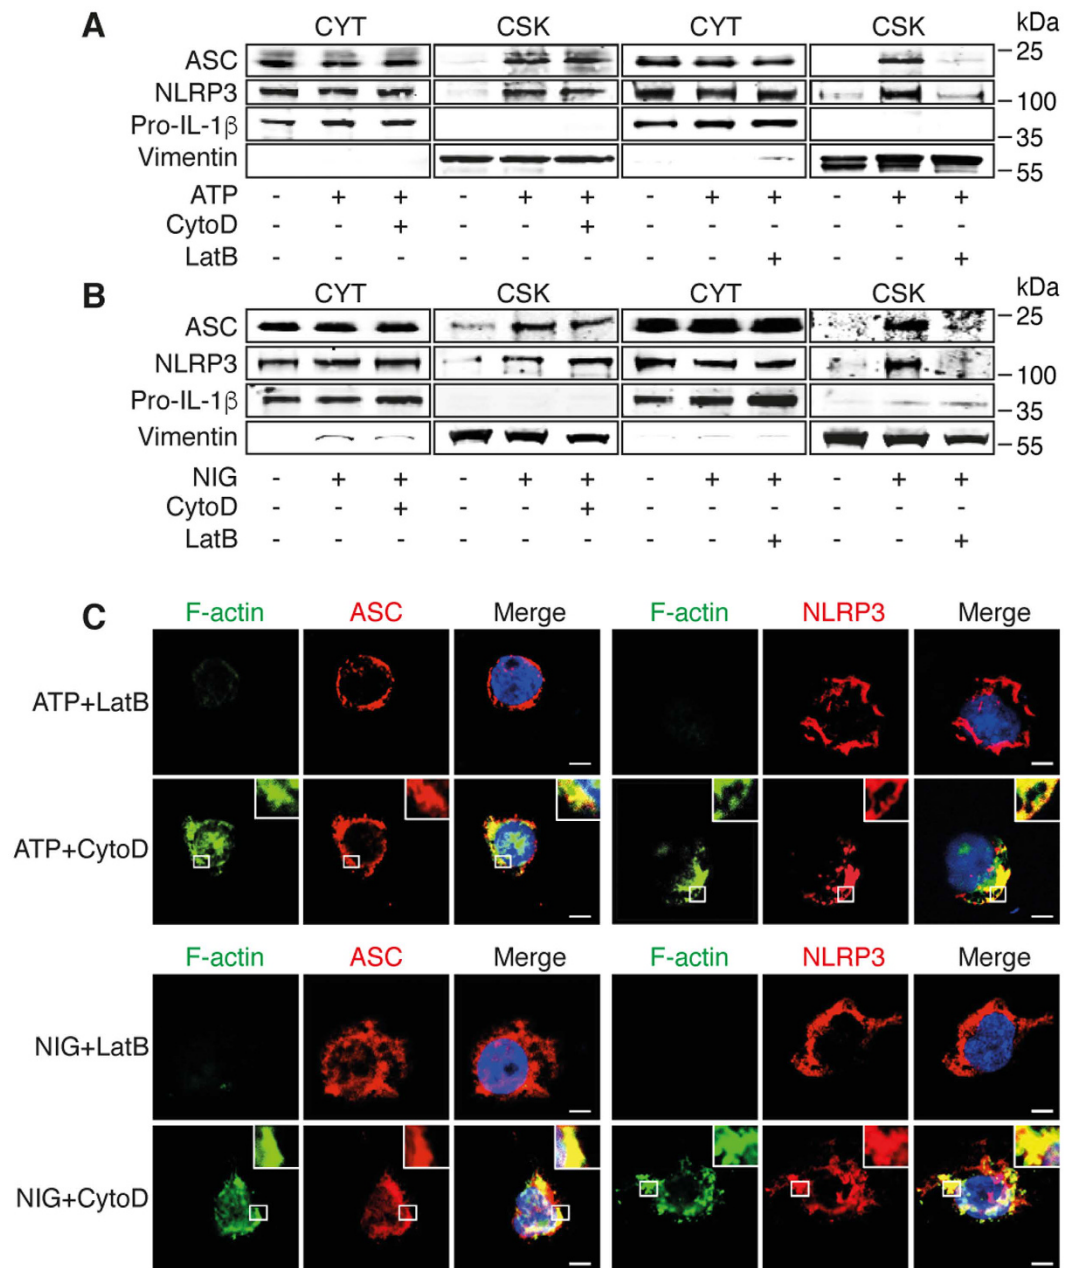 A CYT CSK CYT CSK kDa
ASC 25
NLRP3 100
Pro-IL-1β 35
Vimentin 55
ATP - + + - + + - + + - + +
CytoD - - + - - + - - - - - -
LatB - - - - - - - - + - - +
B CYT CSK CYT CSK kDa
ASC 25
NLRP3 100
Pro-IL-1β 35
Vimentin 55
NIG - + + - + + - + + - + +
CytoD - - + - - + - - - - - -
LatB - - - - - - - - + - - +
C F-actin ASC Merge F-actin NLRP3 Merge
ATP+LatB
ATP+CytoD
F-actin ASC Merge F-actin NLRP3 Merge
NIG+LatB
NIG+CytoD